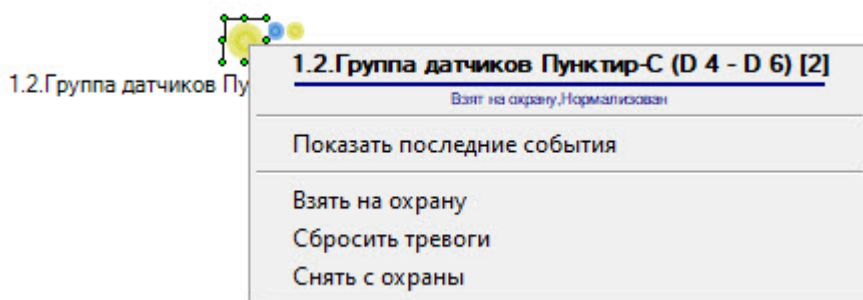 1.2.Группа датчиков Пунктир-С (D 4 - D 6) [2]
1.2.Группа датчиков Пу
Взят на охрану,Нормализован
Показать последние события
Взять на охрану
Сбросить тревоги
Снять с охраны